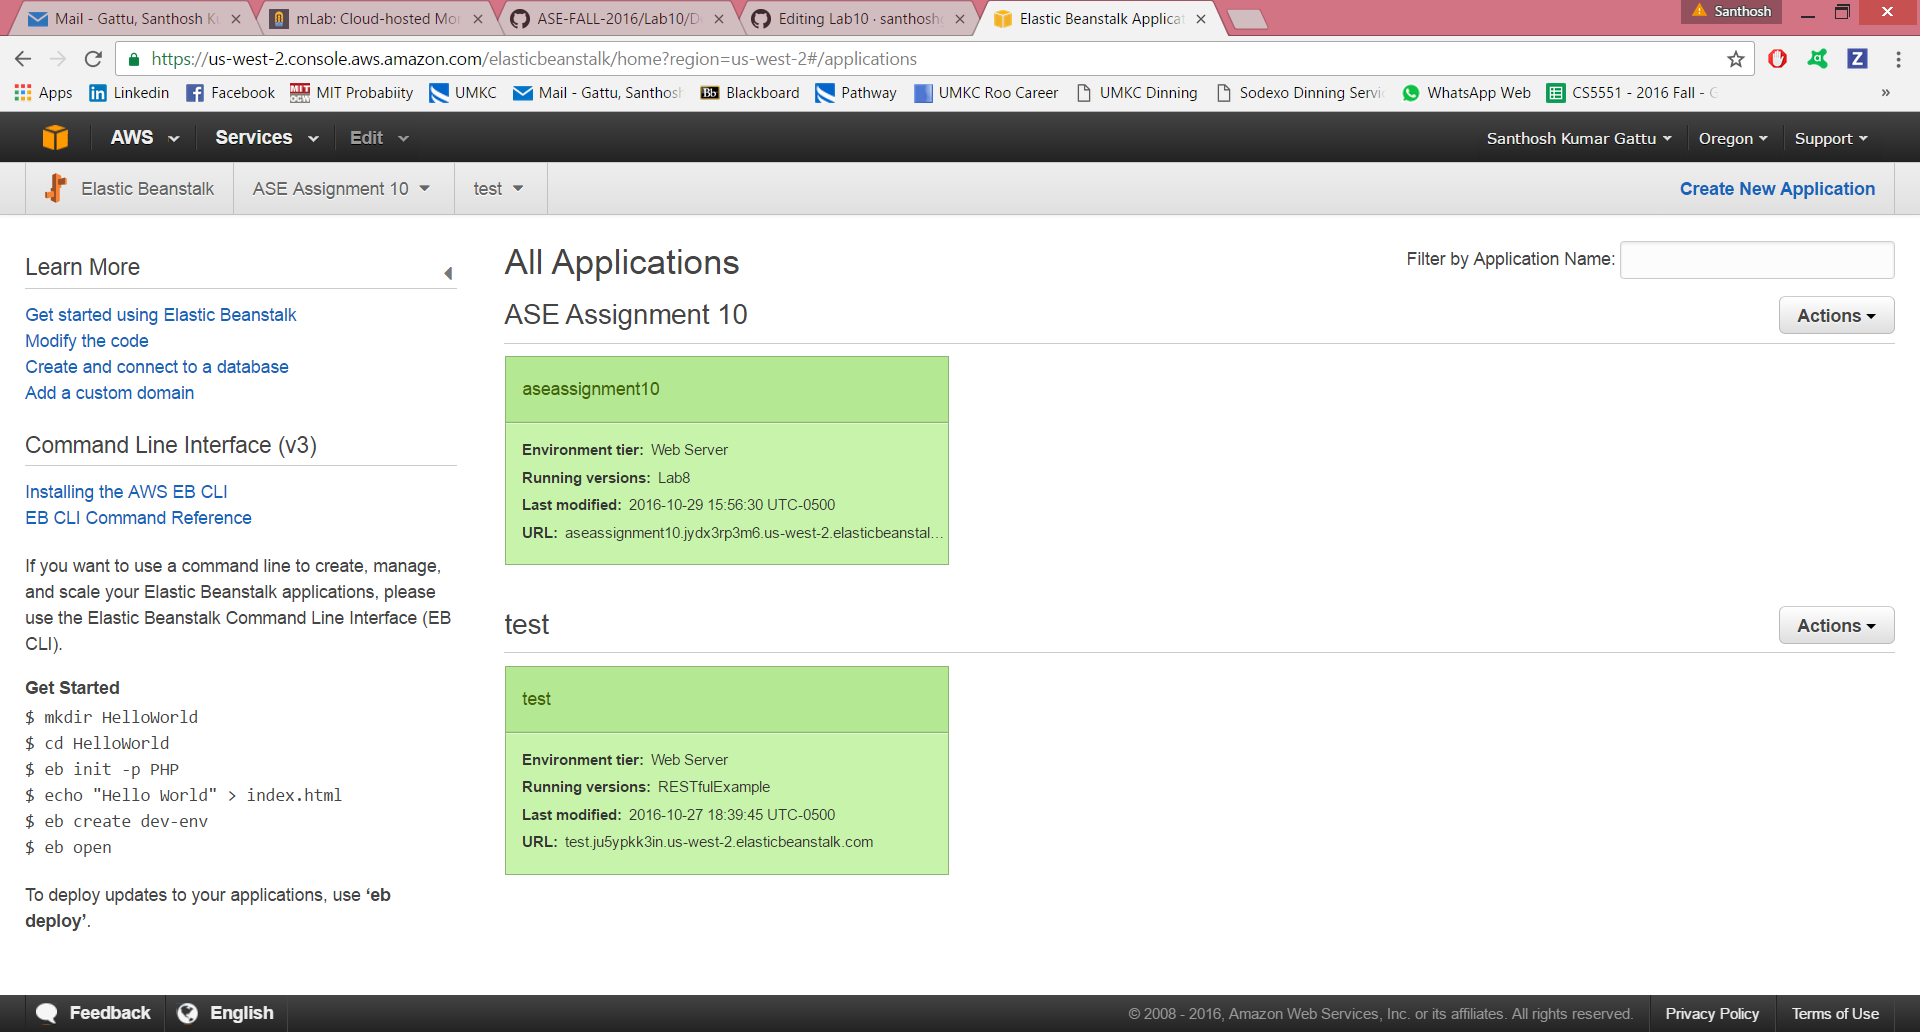 Mail - Gattu, Santhosh Ku
mLab: Cloud-hosted Mon
ASE-FALL-2016/Lab10/Do
Editing Lab10 · santhoshg
Elastic Beanstalk Applicat
Santhosh
https://us-west-2.console.aws.amazon.com/elasticbeanstalk/home?region=us-west-2#/applications
Apps
Linkedin
Facebook
MIT Probabiity
UMKC
Mail - Gattu, Santhosh
Blackboard
Pathway
UMKC Roo Career
UMKC Dinning
Sodexo Dinning Servic
WhatsApp Web
CS5551 - 2016 Fall - G
»
AWS
Services
Edit
Santhosh Kumar Gattu
Oregon
Support
Elastic Beanstalk
ASE Assignment 10
test
Create New Application
Learn More
Get started using Elastic Beanstalk
Modify the code
Create and connect to a database
Add a custom domain
Command Line Interface (v3)
Installing the AWS EB CLI
EB CLI Command Reference
If you want to use a command line to create, manage,
and scale your Elastic Beanstalk applications, please
use the Elastic Beanstalk Command Line Interface (EB
CLI).
Get Started
$ mkdir HelloWorld
$ cd HelloWorld
$ eb init -p PHP
$ echo "Hello World" > index.html
$ eb create dev-env
$ eb open
To deploy updates to your applications, use ‘eb
deploy’.
All Applications
Filter by Application Name:
ASE Assignment 10
Actions
aseassignment10
Environment tier: Web Server
Running versions: Lab8
Last modified: 2016-10-29 15:56:30 UTC-0500
URL: aseassignment10.jydx3rp3m6.us-west-2.elasticbeanstal...
test
Actions
test
Environment tier: Web Server
Running versions: RESTfulExample
Last modified: 2016-10-27 18:39:45 UTC-0500
URL: test.ju5ypkk3in.us-west-2.elasticbeanstalk.com
Feedback
English
© 2008 - 2016, Amazon Web Services, Inc. or its affiliates. All rights reserved.
Privacy Policy
Terms of Use